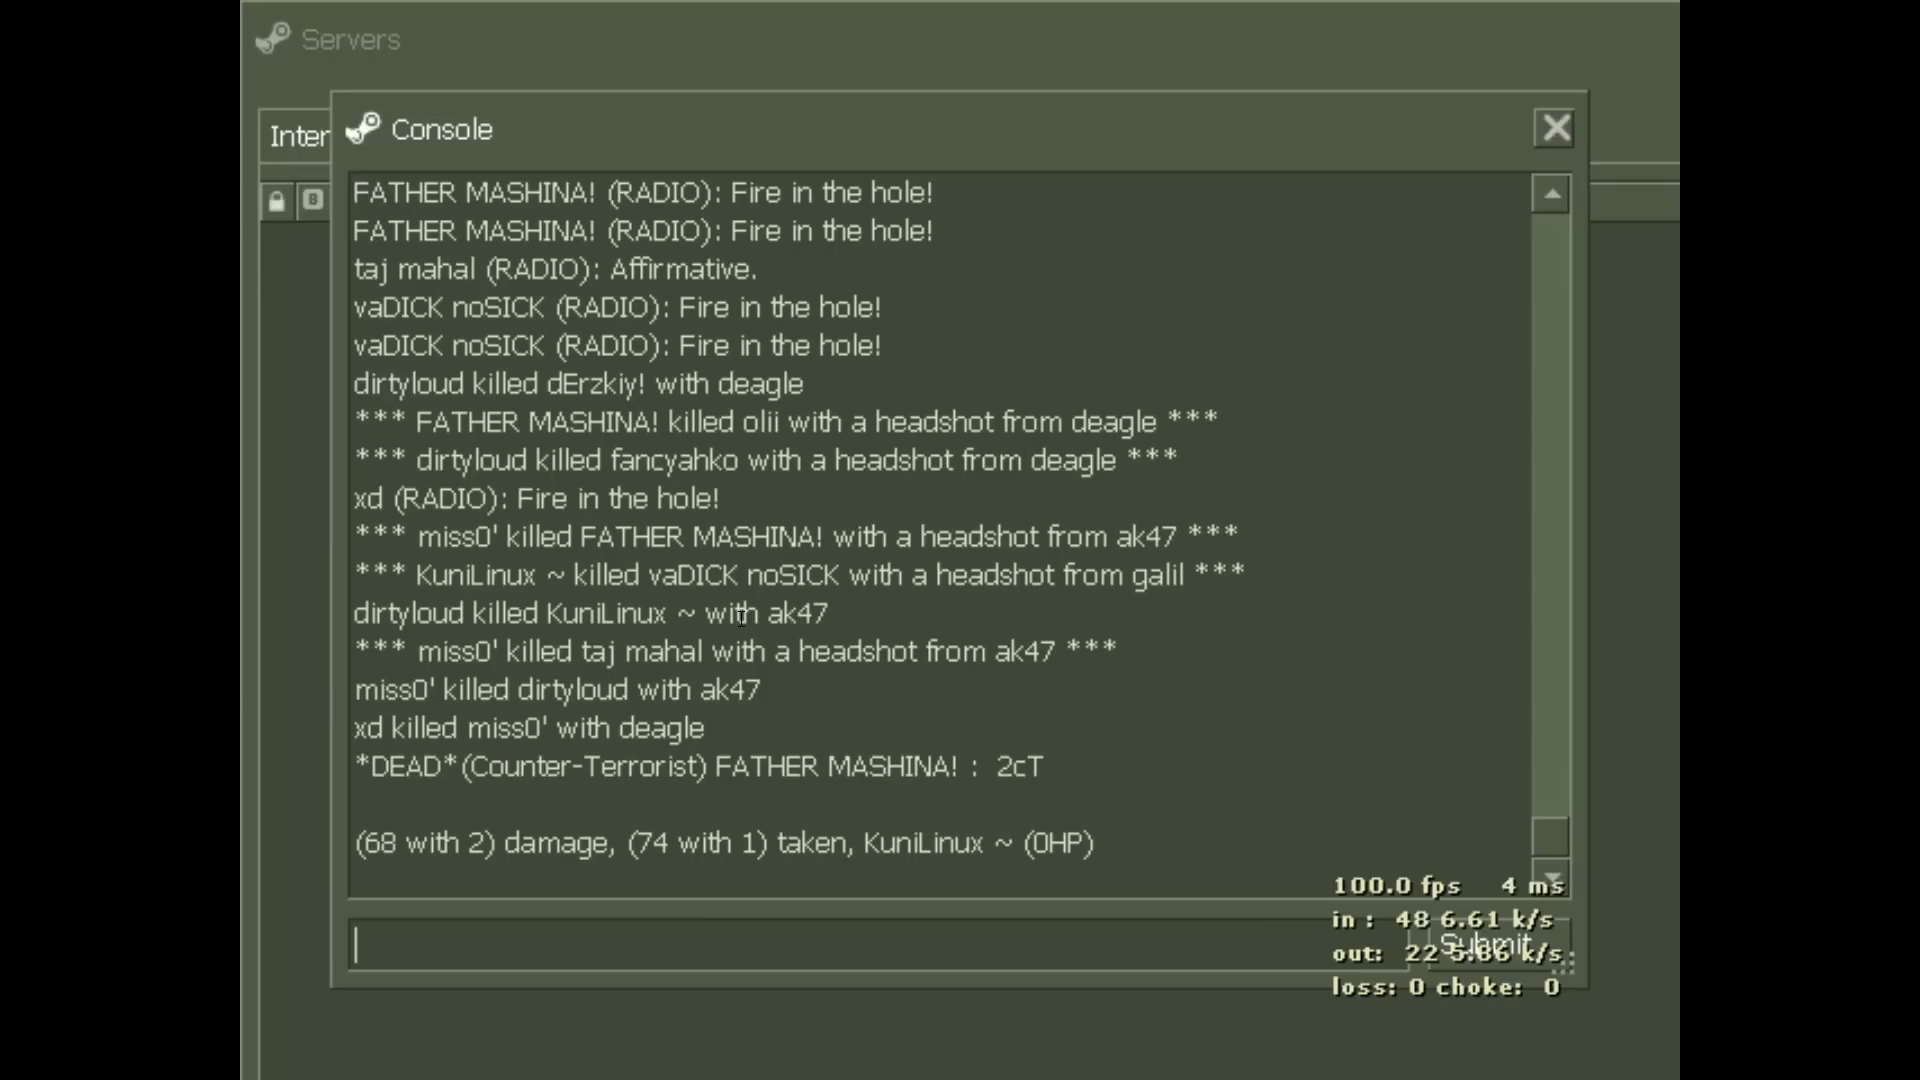 Servers
Inter
Console
FATHER MASHINA! (RADIO): Fire in the hole!
FATHER MASHINA! (RADIO): Fire in the hole!
taj mahal (RADIO): Affirmative.
vaDICK noSICK (RADIO): Fire in the hole!
vaDICK noSICK (RADIO): Fire in the hole!
dirtyloud killed dErzkiy! with deagle
*** FATHER MASHINA! killed olii with a headshot from deagle ***
*** dirtyloud killed fancyahko with a headshot from deagle ***
xd (RADIO): Fire in the hole!
*** miss0' killed FATHER MASHINA! with a headshot from ak47 ***
*** KuniLinux ~ killed vaDICK noSICK with a headshot from galil ***
dirtyloud killed KuniLinux ~ with ak47
*** miss0' killed taj mahal with a headshot from ak47 ***
miss0' killed dirtyloud with ak47
xd killed miss0' with deagle
*DEAD*(Counter-Terrorist) FATHER MASHINA! :  2cT
(68 with 2) damage, (74 with 1) taken, KuniLinux ~ (0HP)
100.0 fps 4 ms
in : 48 6.61 k/s
Submit
out: 22 5.86 k/s
loss: 0 choke: 0